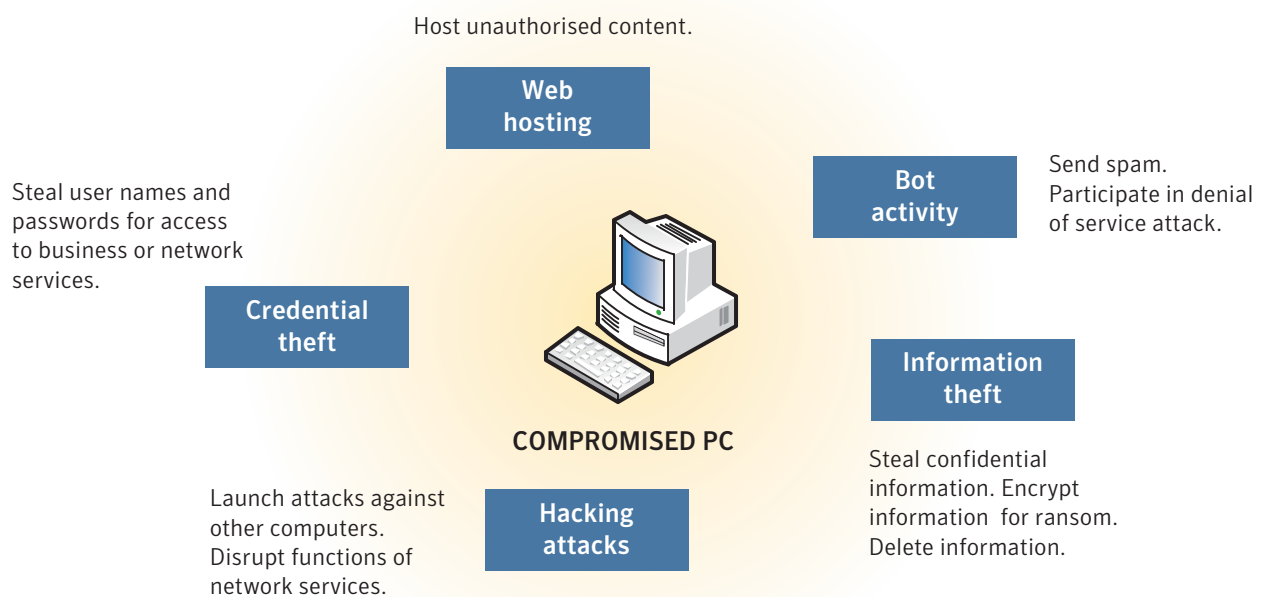 Host unauthorised content.
Web
hosting
Bot
activity
Send spam.
Participate in denial
of service attack.
Steal user names and
passwords for access
to business or network
services.
Credential
theft
Information
theft
Steal confidential
information. Encrypt
information for ransom.
Delete information.
COMPROMISED PC
Launch attacks against
other computers.
Disrupt functions of
network services.
Hacking
attacks